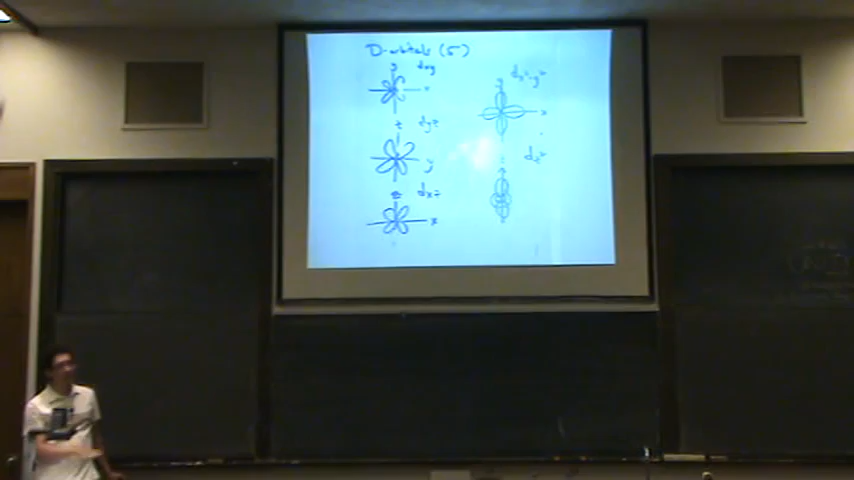 D-orbitals (5)
y
dxy
x
z
dyz
y
z
dxz
x
dx²-y²
y
x
dz²
z